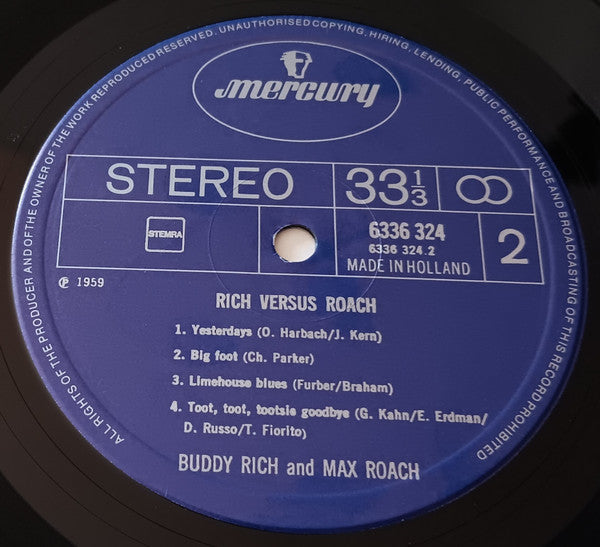 ALL RIGHTS OF THE PRODUCER AND OF THE OWNER OF THE WORK REPRODUCED RESERVED. UNAUTHORISED COPYING, HIRING, LENDING, PUBLIC PERFORMANCE AND BROADCASTING OF THIS RECORD PROHIBITED
mercury
STEREO 33 1/3
STEMRA
6336 324
6336 324.2
MADE IN HOLLAND
2
℗ 1959
RICH VERSUS ROACH
1. Yesterdays (O. Harbach/J. Kern)
2. Big foot (Ch. Parker)
3. Limehouse blues (Furber/Braham)
4. Toot, toot, tootsie goodbye (G. Kahn/E. Erdman/
D. Russo/T. Fiorito)
BUDDY RICH and MAX ROACH